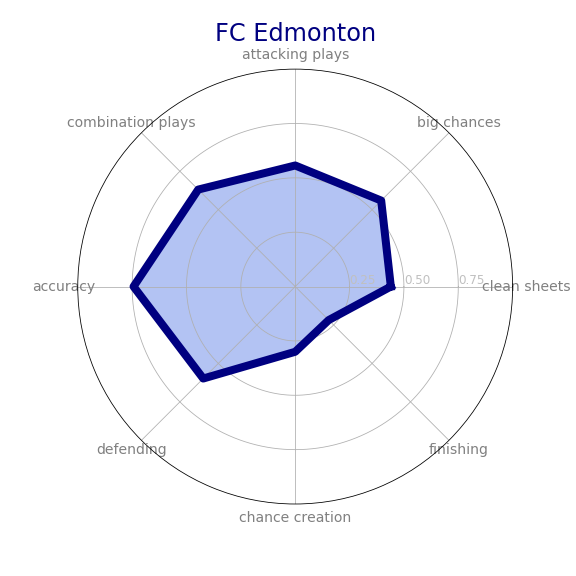 FC Edmonton
attacking plays
combination plays
big chances
accuracy
0.50
0.75
clean sheets
defending
finishing
chance creation